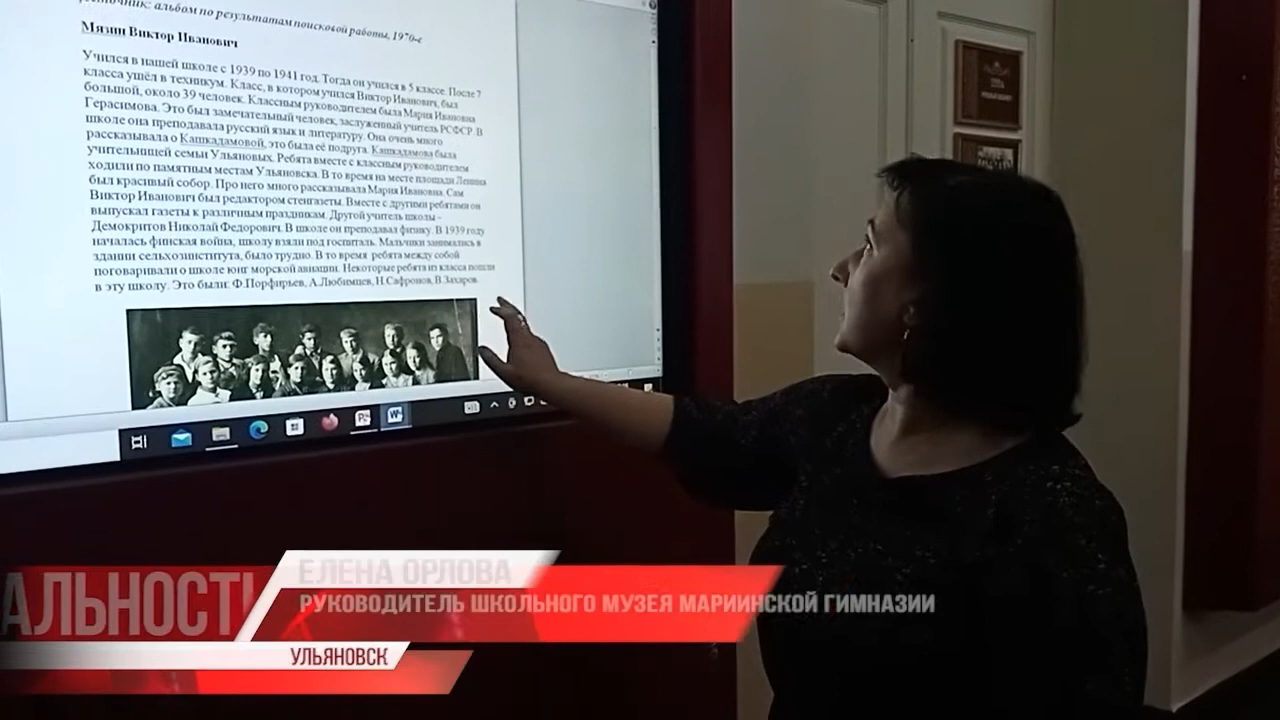 источник: альбом по результатам поисковой работы, 1970-е
Мязин Виктор Иванович
Учился в нашей школе с 1939 по 1941 год. Тогда он учился в 5 классе. После 7
класса ушёл в техникум. Класс, в котором учился Виктор Иванович, был
большой, около 39 человек. Классным руководителем была Мария Ивановна
Герасимова. Это был замечательный человек, заслуженный учитель РСФСР. В
школе она преподавала русский язык и литературу. Она очень много
рассказывала о Кашкадамовой, это была её подруга. Кашкадамова была
учительницей семьи Ульяновых. Ребята вместе с классным руководителем
ходили по памятным местам Ульяновска. В то время на месте площади Ленина
был красивый собор. Про него много рассказывала Мария Ивановна. Сам
Виктор Иванович был редактором стенгазеты. Вместе с другими ребятами он
выпускал газеты к различным праздникам. Другой учитель школы –
Демокритов Николай Федорович. В школе он преподавал физику. В 1939 году
началась финская война, школу взяли под госпиталь. Мальчики занимались в
здании сельхозинститута, было трудно. В то время ребята между собой
поговаривали о школе юнг морской авиации. Некоторые ребята из класса пошли
в эту школу. Это были: Ф.Порфирьев, А.Любимцев, Н.Сафронов, В.Захаров.
АЛЬНОСТЬ
ЕЛЕНА ОРЛОВА
РУКОВОДИТЕЛЬ ШКОЛЬНОГО МУЗЕЯ МАРИИНСКОЙ ГИМНАЗИИ
УЛЬЯНОВСК